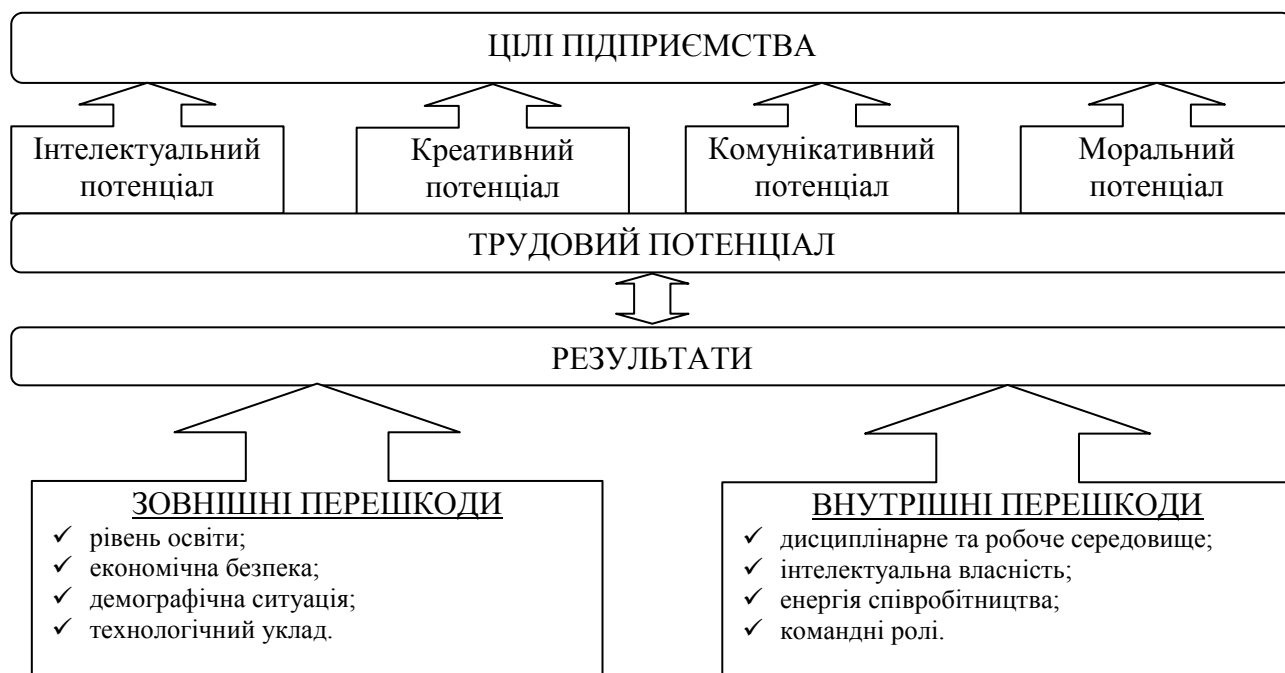 ЦІЛІ ПІДПРИЄМСТВА
Інтелектуальний
потенціал
Креативний
потенціал
Комунікативний
потенціал
Моральний
потенціал
ТРУДОВИЙ ПОТЕНЦІАЛ
РЕЗУЛЬТАТИ
ЗОВНІШНІ ПЕРЕШКОДИ
✓ рівень освіти;
✓ економічна безпека;
✓ демографічна ситуація;
✓ технологічний уклад.
ВНУТРІШНІ ПЕРЕШКОДИ
✓ дисциплінарне та робоче середовище;
✓ інтелектуальна власність;
✓ енергія співробітництва;
✓ командні ролі.